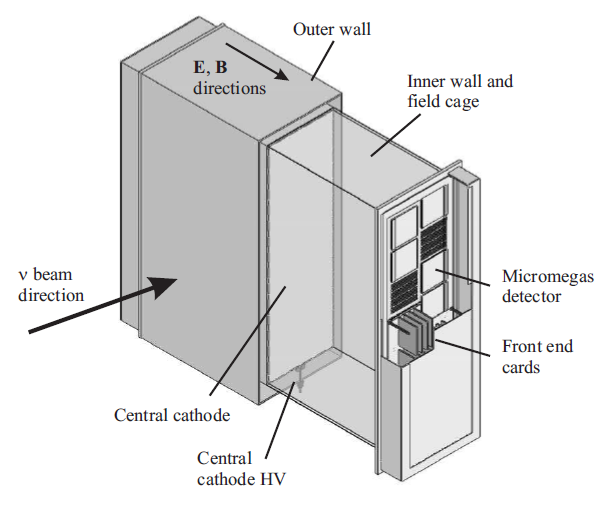 Outer wall
E, B
directions
Inner wall and
field cage
ν beam
direction
Micromegas
detector
Front end
cards
Central cathode
Central
cathode HV